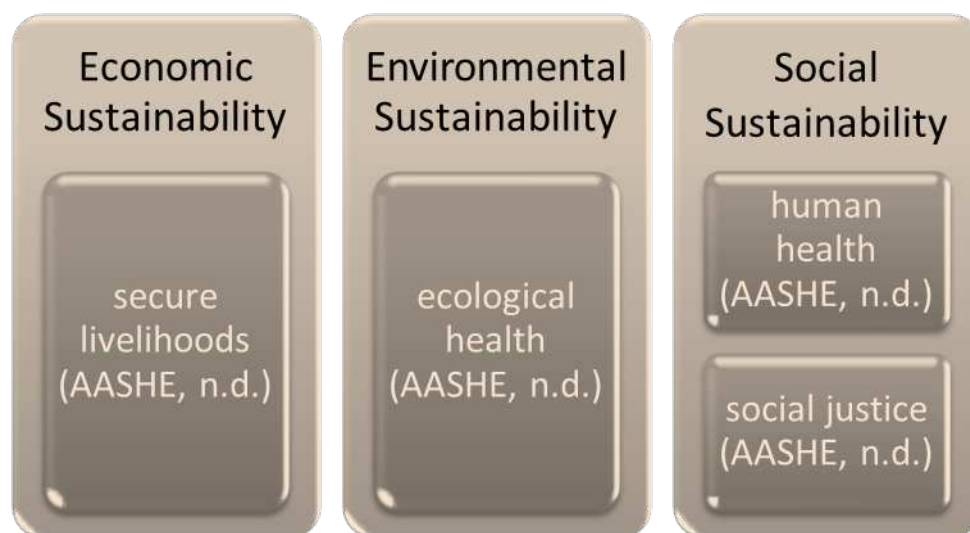 Economic
Sustainability
secure
livelihoods
(AASHE, n.d.)
Environmental
Sustainability
ecological
health
(AASHE, n.d.)
Social
Sustainability
human
health
(AASHE, n.d.)
social justice
(AASHE, n.d.)